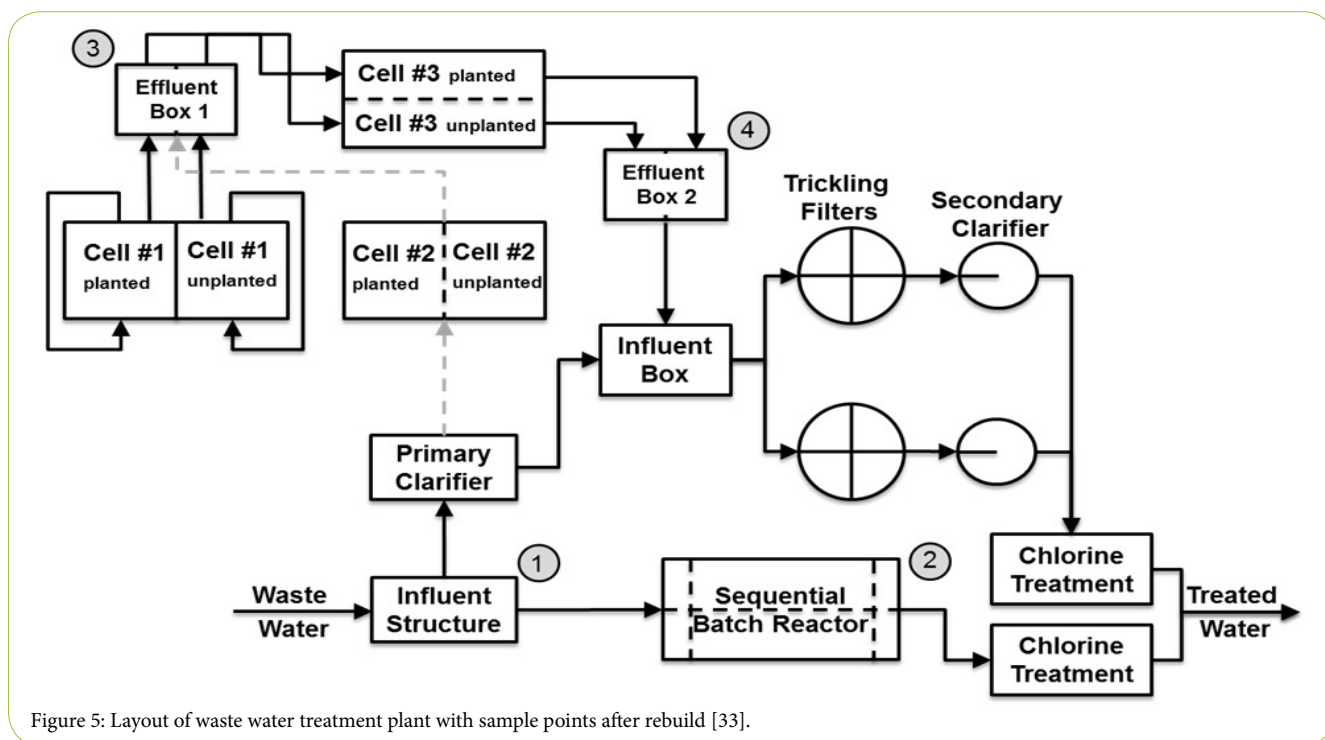 3
Effluent
Box 1
Cell #3 planted
Cell #3 unplanted
4
Effluent
Box 2
Trickling
Filters
Secondary
Clarifier
Cell #1
planted
Cell #1
unplanted
Cell #2
planted
Cell #2
unplanted
Influent
Box
Primary
Clarifier
1
2
Waste
Water
Influent
Structure
Sequential
Batch Reactor
Chlorine
Treatment
Chlorine
Treatment
Treated
Water
Figure 5: Layout of waste water treatment plant with sample points after rebuild [33].